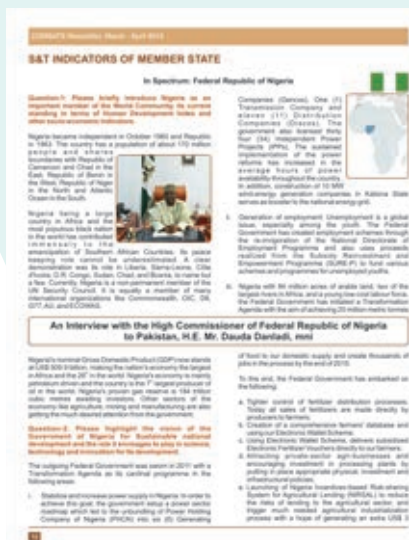 COMSATS Newsletter, March - April 2015
S&T INDICATORS OF MEMBER STATE
In Spectrum: Federal Republic of Nigeria
Question-1: Please briefly introduce Nigeria as an
important member of the World Community, its current
standing in terms of Human Development Index and
other socio-economic indicators.
Nigeria became independent in October 1960 and Republic
in 1963. The country has a population of about 170 million
people and shares
boundaries with Republic of
Cameroon and Chad in the
East, Republic of Benin in
the West, Republic of Niger
in the North and Atlantic
Ocean in the South.
Nigeria being a large
country in Africa and the
most populous black nation
in the world has contributed
immensely to the
emancipation of Southern African Countries. Its peace
keeping role cannot be underestimated. A clear
demonstration was its role in Liberia, Sierra-Leone, Côte
d'Ivoire, D.R. Congo, Sudan, Chad, and Bosnia, to name but
a few. Currently, Nigeria is a non-permanent member of the
UN Security Council. It is equally a member of many
international organizations like Commonwealth, OIC, D8,
G77, AU, and ECOWAS.
Companies (Gencos), One (1)
Transmission Company and
eleven (11) Distribution
Companies (Discos). The
government also licensed thirty
four (34) Independent Power
Projects (IPPs). The sustained
implementation of the power
reforms has increased in the
average hours of power
availability throughout the country.
In addition, construction of 10 MW
wind-energy generation companies, in Katsina State
serves as booster to the national energy grid.
ii. Generation of employment: Unemployment is a global
issue, especially among the youth. The Federal
Government has created employment schemes through
the re-invigoration of the National Directorate of
Employment Programme and also uses proceeds
realized from the Subsidy Reinvestment and
Empowerment Programme (SURE-P) to fund various
schemes and programmes for unemployed youths.
iii. Nigeria with 84 million acres of arable land, two of the
largest rivers in Africa, and a young low-cost labour force,
the Federal Government has initiated a Transformation
Agenda with the aim of achieving 20 million metric tonnes
An Interview with the High Commissioner of Federal Republic of Nigeria
to Pakistan, H.E. Mr. Dauda Danladi, mni
Nigeria's nominal Gross Domestic Product (GDP) now stands
at US$ 509.9 billion, making the nation's economy the largest
in Africa and the 26th in the world. Nigeria's economy is mainly
petroleum driven and the country is the 7th largest producer of
oil in the world. Nigeria's proven gas reserve is 184 trillion
cubic metres awaiting investors. Other sectors of the
economy like agriculture, mining and manufacturing are also
getting the much desired attention from the government.
Question-2. Please highlight the vision of the
Government of Nigeria for Sustainable national
development and the role it envisages to play in science,
technology and innovation for its development.
The outgoing Federal Government was sworn in 2011 with a
Transformation Agenda as its cardinal programme in the
following areas:
i. Stabilize and increase power supply in Nigeria: In order to
achieve this goal, the government setup a power sector
roadmap which led to the unbundling of Power Holding
Company of Nigeria (PHCN) into six (6) Generating
of food to our domestic supply and create thousands of
jobs in the process by the end of 2015.
To this end, the Federal Government has embarked on
the following:
a. Tighter control of fertilizer distribution processes.
Today all sales of fertilizers are made directly by
producers to farmers;
b. Creation of a comprehensive farmers' database and
using our Electronic Wallet Scheme;
c. Using Electronic Wallet Scheme, delivers subsidized
Electronic Fertilizer Vouchers directly to our farmers;
d. Attracting private sector agri-businesses and
encouraging investment in processing plants by
putting in place appropriate physical, investment and
infrastructural policies;
e. Launching of Nigeria Incentives-Based Risk-sharing
System for Agricultural Lending (NIRSAL) to reduce
the risks of lending to the agricultural sector, and
trigger much needed agricultural industrialization
process with a hope of generating an extra US$ 3